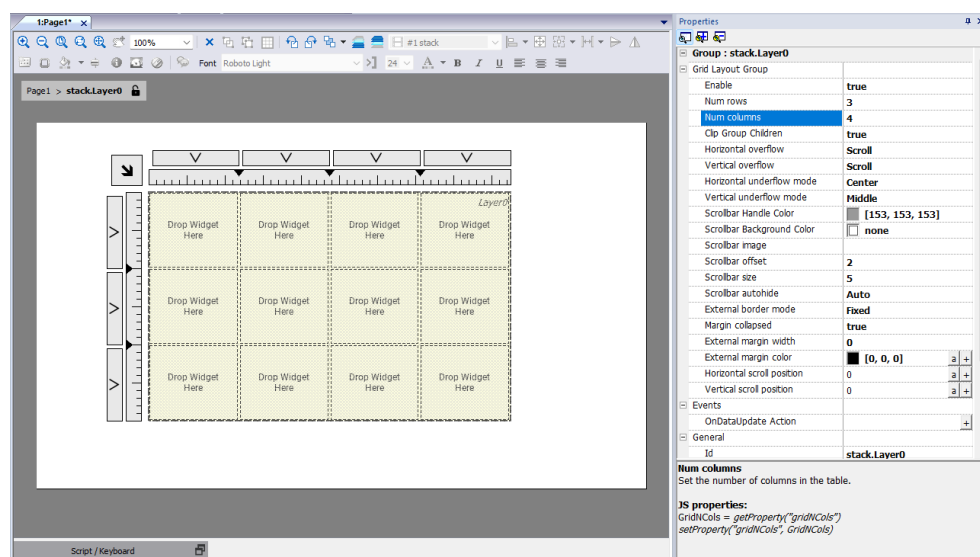 1:Page1* x
Properties
100%
#1 stack
Font Roboto Light
24
A
B I U
Page1 > stack.Layer0
Layer0
Drop Widget Here
Drop Widget Here
Drop Widget Here
Drop Widget Here
Drop Widget Here
Drop Widget Here
Drop Widget Here
Drop Widget Here
Drop Widget Here
Drop Widget Here
Drop Widget Here
Drop Widget Here
Script / Keyboard
Group : stack.Layer0
Grid Layout Group
Enable true
Num rows 3
Num columns 4
Clip Group Children true
Horizontal overflow Scroll
Vertical overflow Scroll
Horizontal underflow mode Center
Vertical underflow mode Middle
Scrollbar Handle Color [153, 153, 153]
Scrollbar Background Color none
Scrollbar image
Scrollbar offset 2
Scrollbar size 5
Scrollbar autohide Auto
External border mode Fixed
Margin collapsed true
External margin width 0
External margin color [0, 0, 0] a +
Horizontal scroll position 0 a +
Vertical scroll position 0 a +
Events
OnDataUpdate Action +
General
Id stack.Layer0
Num columns
Set the number of columns in the table.
JS properties:
GridNCols = getProperty("gridNCols")
setProperty("gridNCols", GridNCols)